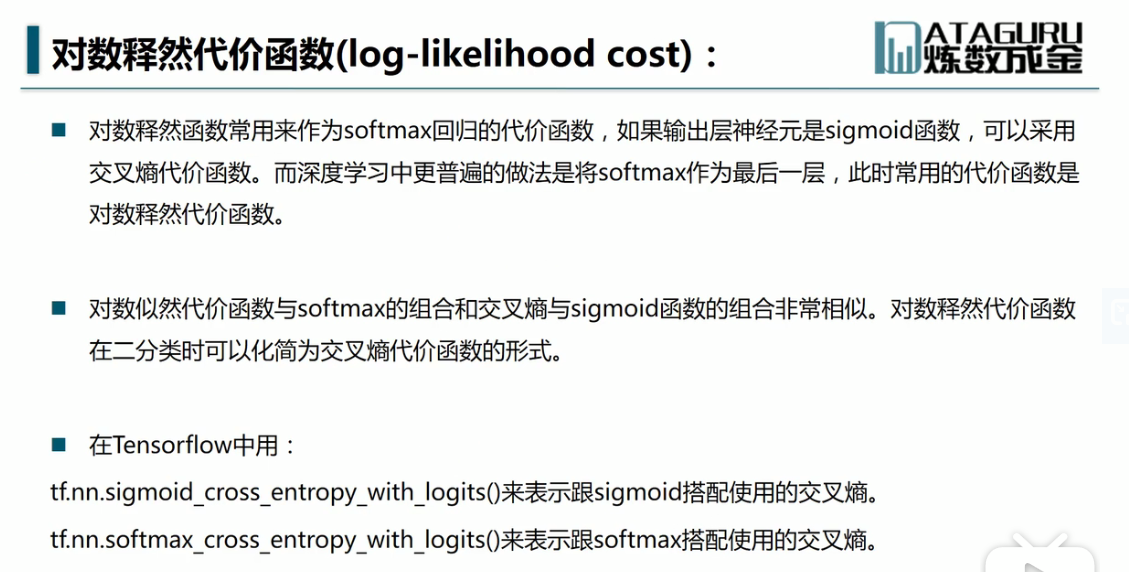 对数释然代价函数(log-likelihood cost)：
DATAGURU
炼数成金
■ 对数释然函数常用来作为softmax回归的代价函数，如果输出层神经元是sigmoid函数，可以采用
交叉熵代价函数。而深度学习中更普遍的做法是将softmax作为最后一层，此时常用的代价函数是
对数释然代价函数。
■ 对数似然代价函数与softmax的组合和交叉熵与sigmoid函数的组合非常相似。对数释然代价函数
在二分类时可以化简为交叉熵代价函数的形式。
■ 在Tensorflow中用：
tf.nn.sigmoid_cross_entropy_with_logits()来表示跟sigmoid搭配使用的交叉熵。
tf.nn.softmax_cross_entropy_with_logits()来表示跟softmax搭配使用的交叉熵。